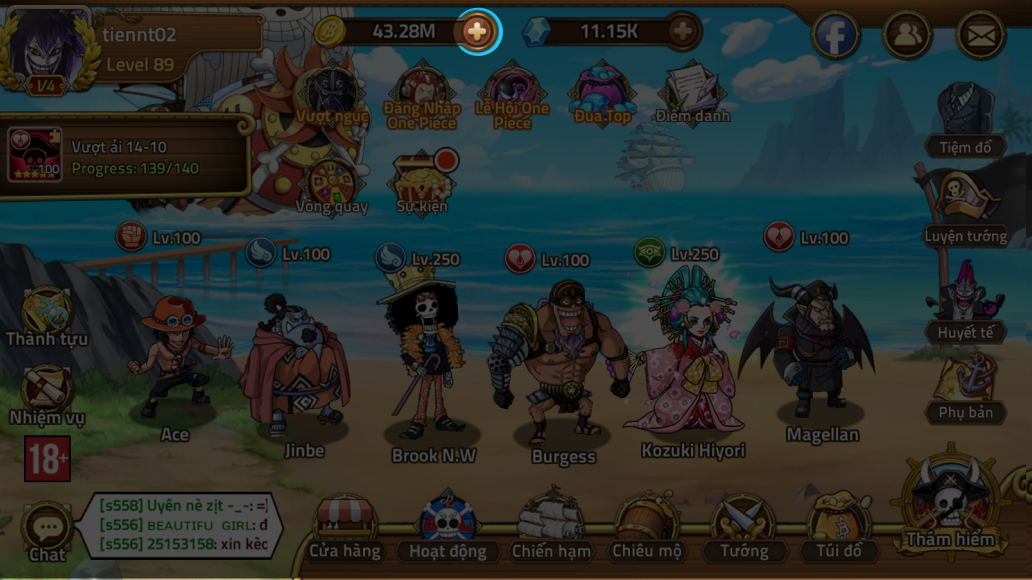 tiennt02
Level 89
V4
43.28M
11.15K
Vượt ngục
Đăng Nhập
One Piece
Lễ Hội One
Piece
Đua Top
Điểm danh
Vượt ải 14-10
Progress: 139/140
100
Vòng quay
Sự kiện
Tiệm đồ
Luyện tướng
Huyết tế
Phụ bản
Lv.100
Lv.100
Lv.250
Lv.100
Lv.250
Lv.100
Thành tựu
Nhiệm vụ
18+
Ace
Jinbe
Brook N.W
Burgess
Kozuki Hiyori
Magellan
[s558] Uyên nè zịt -_-: =]
[s556] BEAUTIFU GIRL: đ
[s556] 25153158: xin kèc
Chat
Cửa hàng
Hoạt động
Chiến hạm
Chiêu mộ
Tướng
Túi đồ
Thám hiểm